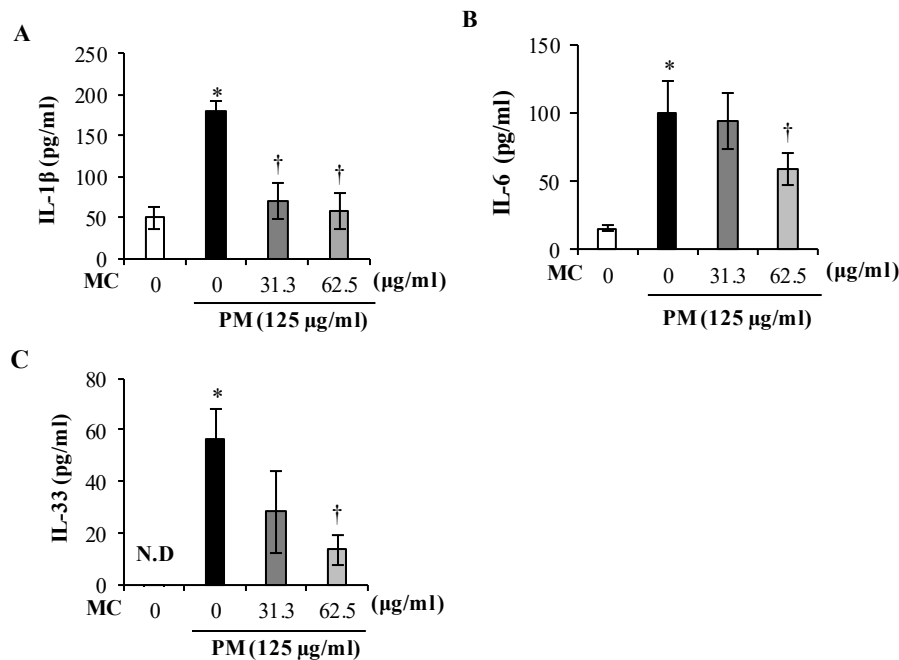 A
IL-1β (pg/ml)
250
200
150
100
50
0
*
†
†
MC 0 0 31.3 62.5 (µg/ml)
PM (125 µg/ml)
B
IL-6 (pg/ml)
150
100
50
0
*
†
MC 0 0 31.3 62.5 (µg/ml)
PM (125 µg/ml)
C
IL-33 (pg/ml)
80
60
40
20
0
N.D
*
†
MC 0 0 31.3 62.5 (µg/ml)
PM (125 µg/ml)